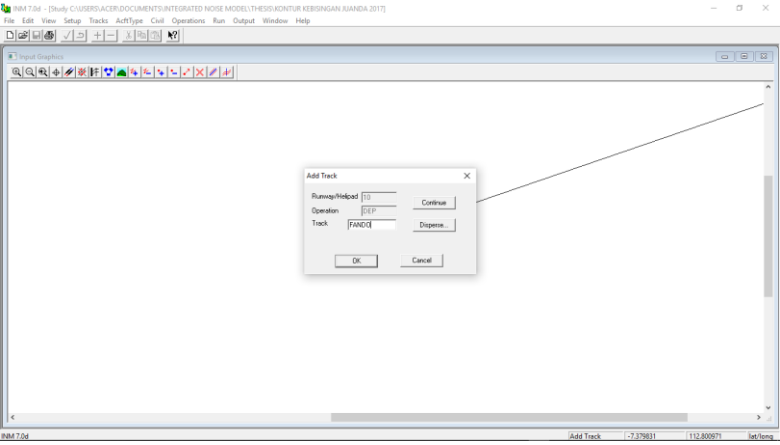 INM 7.0d - [Study C:\USERS\ACER\DOCUMENTS\INTEGRATED NOISE MODEL\THESIS\KONTUR KEBISINGAN JUANDA 2017]
File Edit View Setup Tracks AcftType Civil Operations Run Output Window Help
Input Graphics
Add Track
Runway/Helipad 10 Continue
Operation DEP
Track FANDO Disperse...
OK Cancel
INM 7.0d Add Track -7.379831 112.800971 lat/long